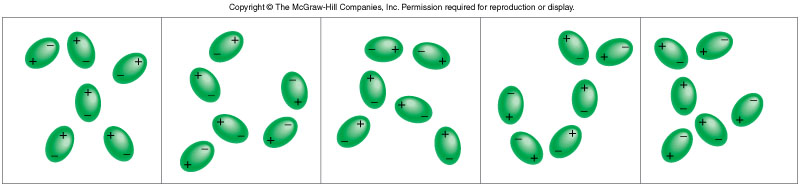 Copyright © The McGraw-Hill Companies, Inc. Permission required for reproduction or display.